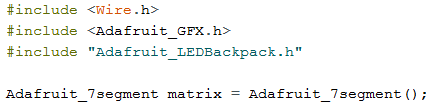 #include <Wire.h>
#include <Adafruit_GFX.h>
#include "Adafruit_LEDBackpack.h"
Adafruit_7segment matrix = Adafruit_7segment();